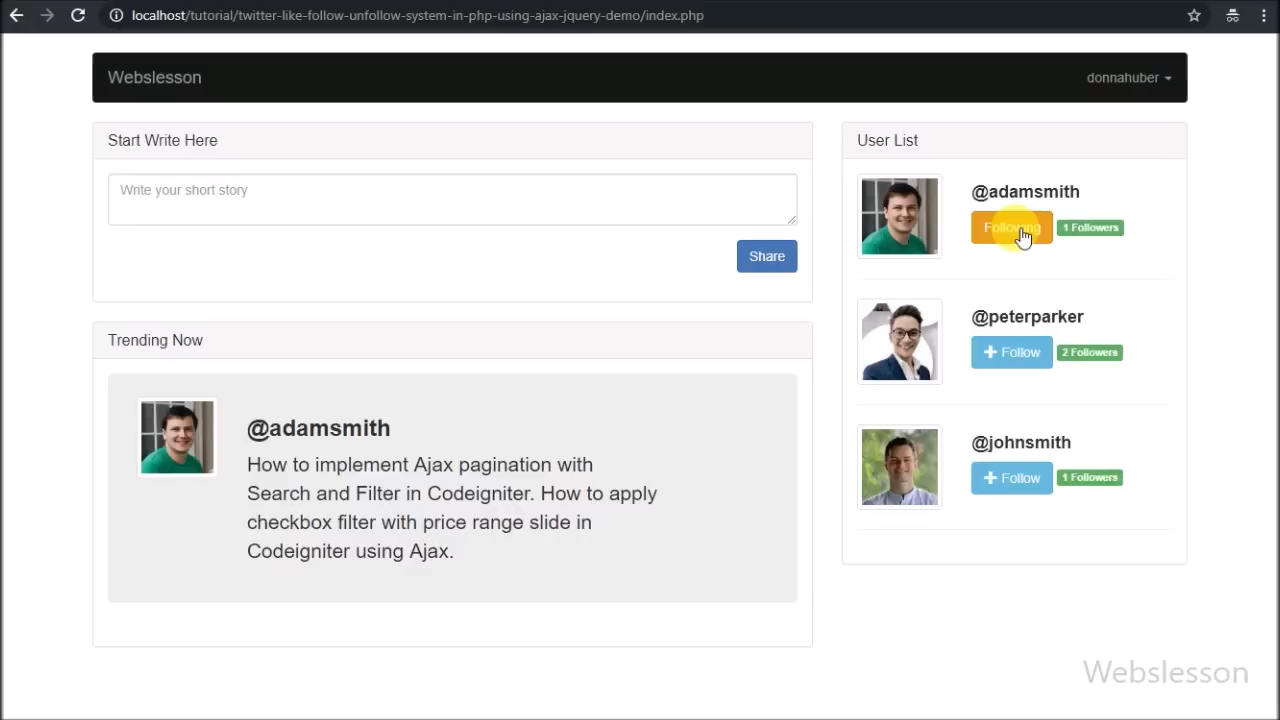 localhost/tutorial/twitter-like-follow-unfollow-system-in-php-using-ajax-jquery-demo/index.php
Webslesson
donnahuber
Start Write Here
Write your short story
Share
Trending Now
@adamsmith
How to implement Ajax pagination with
Search and Filter in Codeigniter. How to apply
checkbox filter with price range slide in
Codeigniter using Ajax.
User List
@adamsmith
Following 1 Followers
@peterparker
Follow 2 Followers
@johnsmith
Follow 1 Followers
Webslesson